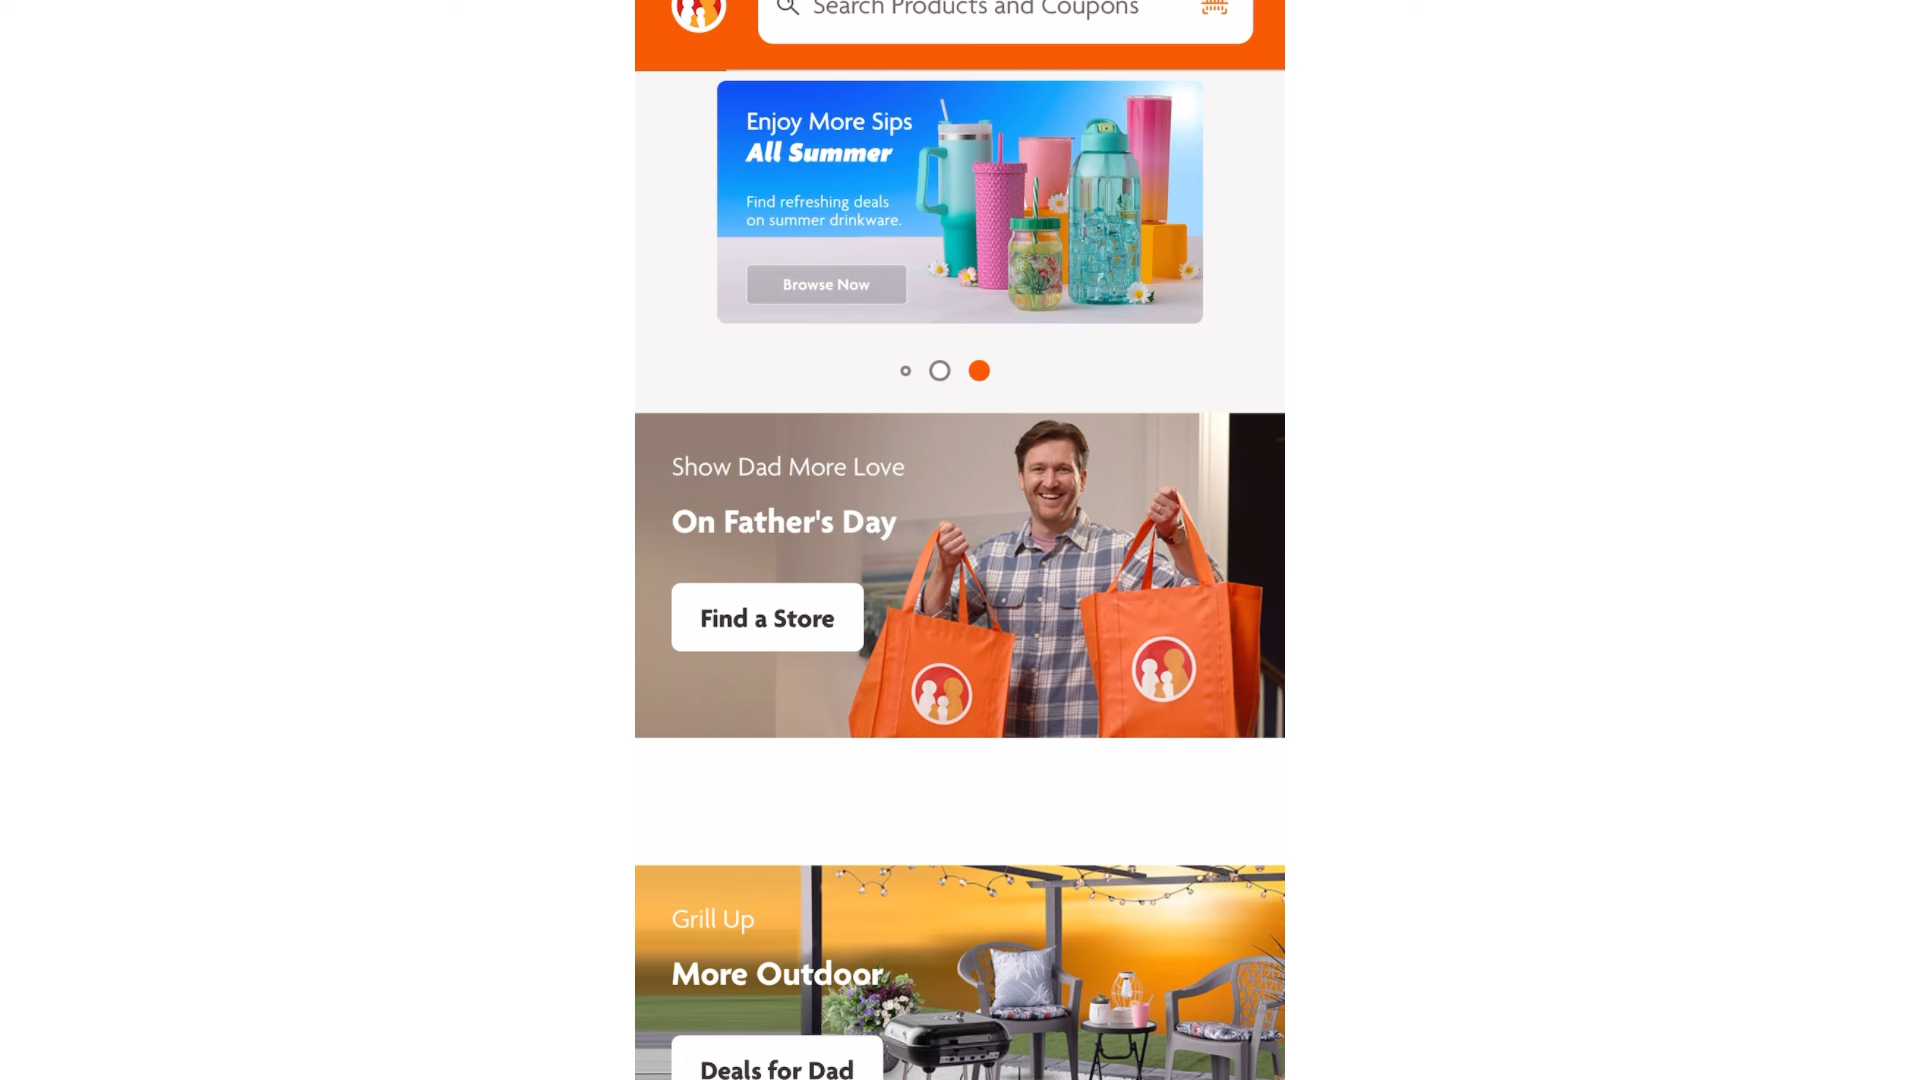 Search Products and Coupons
Enjoy More Sips
All Summer
Find refreshing deals
on summer drinkware.
Browse Now
Show Dad More Love
On Father's Day
Find a Store
Grill Up
More Outdoor
Deals for Dad